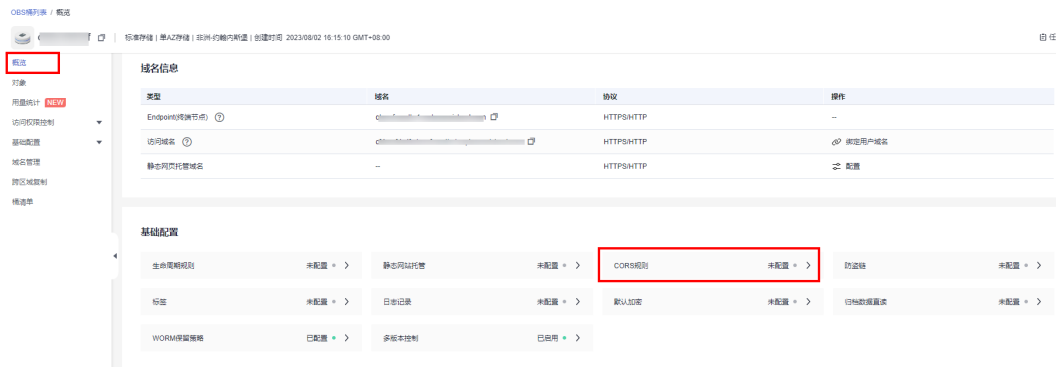 OBS桶列表 / 概览
标准存储 | 单AZ存储 | 非洲-约翰内斯堡 | 创建时间 2023/08/02 16:15:10 GMT+08:00
自任
概览
对象
用量统计 NEW
访问权限控制
基础配置
域名管理
跨区域复制
桶清单
域名信息
类型 域名 协议 操作
Endpoint(终端节点) HTTPS/HTTP --
访问域名 HTTPS/HTTP 绑定用户域名
静态网页托管域名 -- HTTPS/HTTP 配置
基础配置
生命周期规则 未配置 静态网站托管 未配置 CORS规则 未配置 防盗链 未配置
标签 未配置 日志记录 未配置 默认加密 未配置 归档数据直读 未配置
WORM保留策略 已配置 多版本控制 已启用